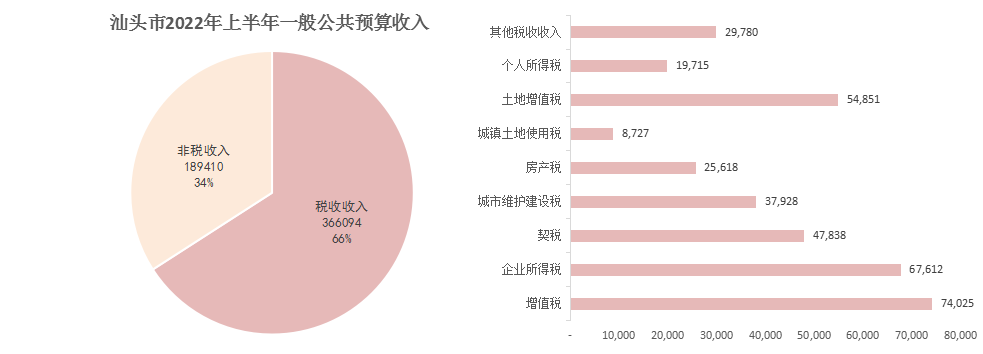 汕头市2022年上半年一般公共预算收入
非税收入
189410
34%
税收收入
366094
66%
其他税收收入 29,780
个人所得税 19,715
土地增值税 54,851
城镇土地使用税 8,727
房产税 25,618
城市维护建设税 37,928
契税 47,838
企业所得税 67,612
增值税 74,025
- 10,000 20,000 30,000 40,000 50,000 60,000 70,000 80,000